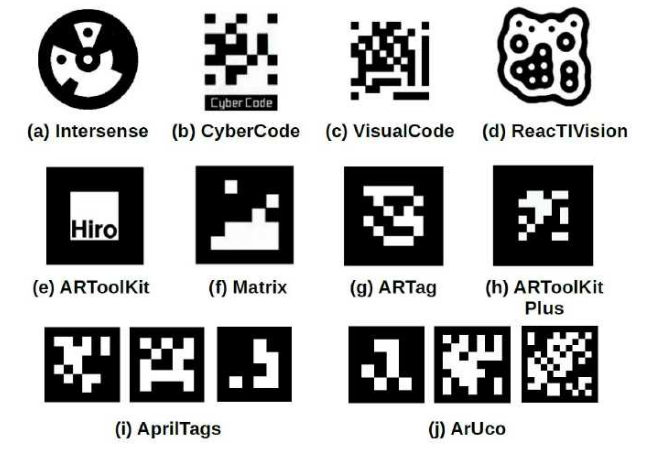 CyberCode
(a) Intersense (b) CyberCode (c) VisualCode (d) ReacTIVision
Hiro
(e) ARToolKit (f) Matrix (g) ARTag (h) ARToolKit
Plus
(i) AprilTags (j) ArUco